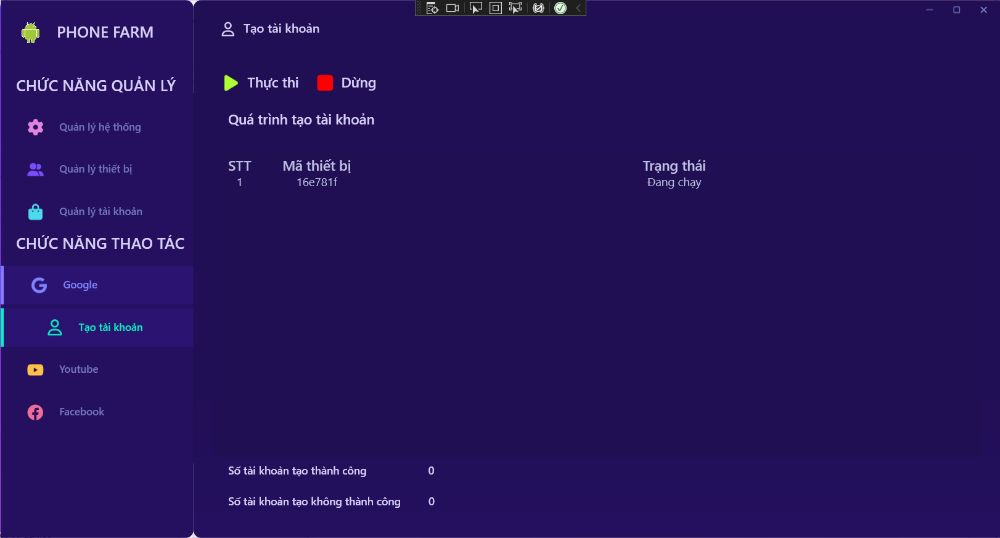 PHONE FARM
CHỨC NĂNG QUẢN LÝ
Quản lý hệ thống
Quản lý thiết bị
Quản lý tài khoản
CHỨC NĂNG THAO TÁC
Google
Tạo tài khoản
Youtube
Facebook
Tạo tài khoản
Thực thi Dừng
Quá trình tạo tài khoản
STT Mã thiết bị Trạng thái
1 16e781f Đang chạy
Số tài khoản tạo thành công 0
Số tài khoản tạo không thành công 0